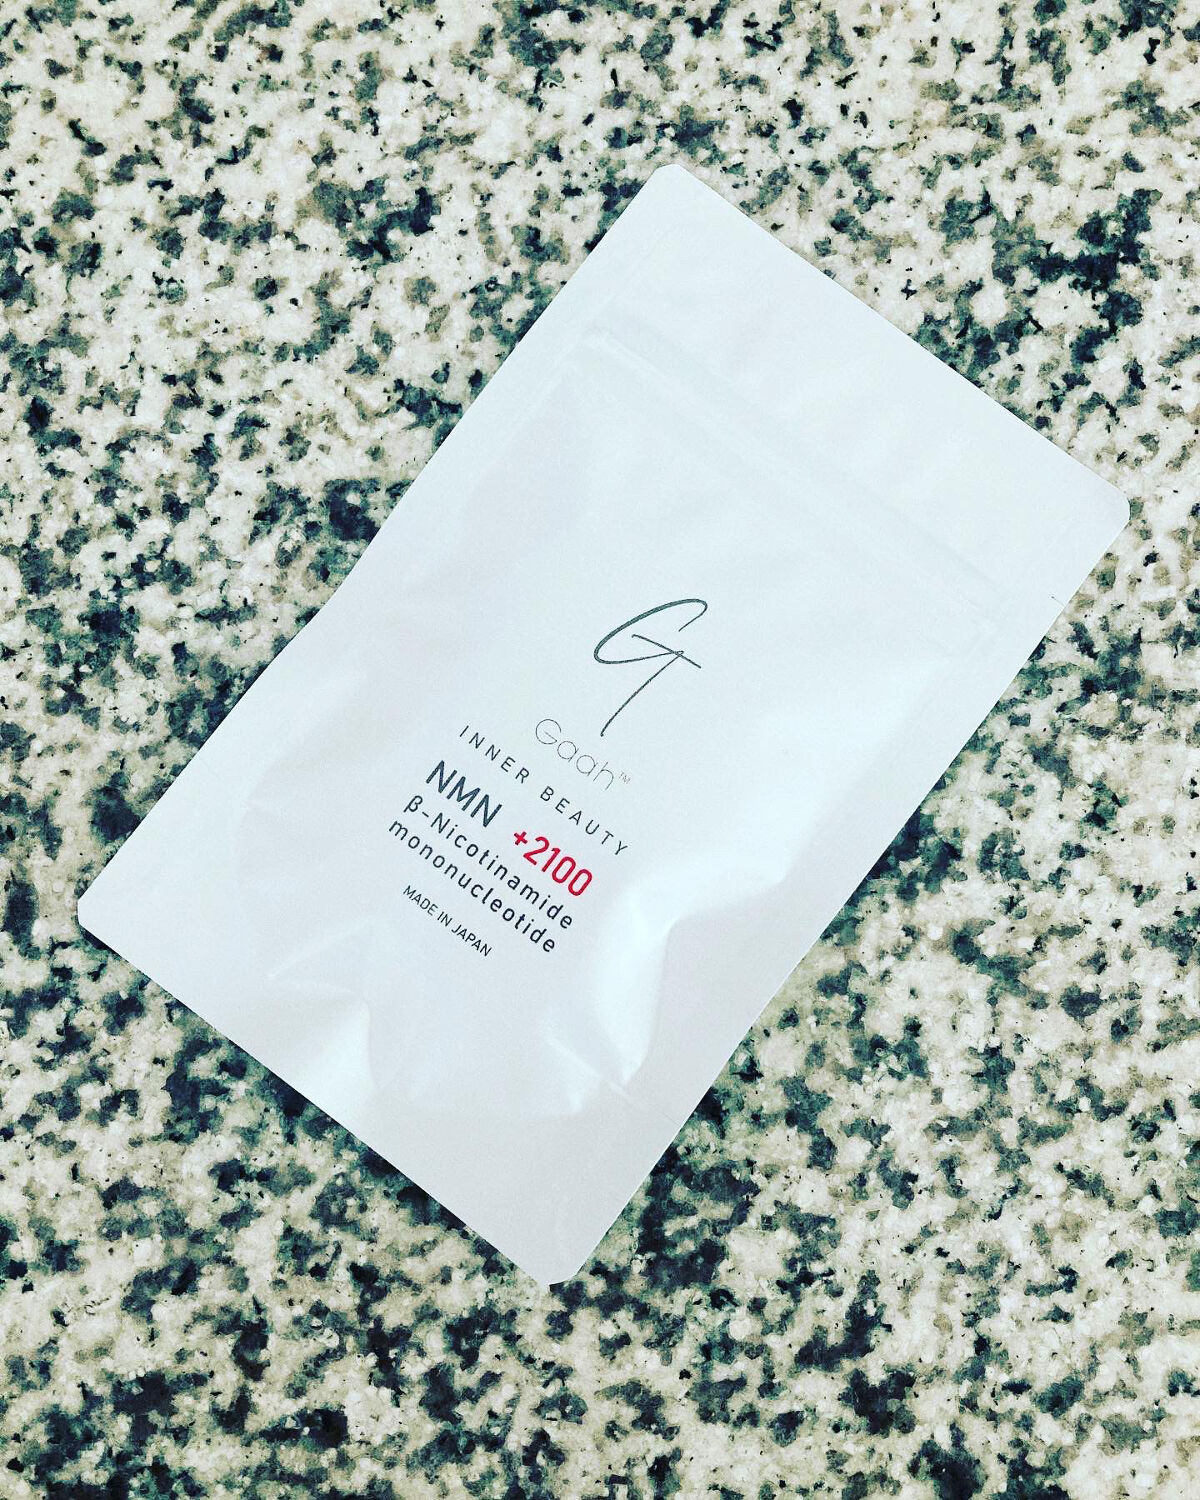 G
Gaah™
INNER BEAUTY
NMN +2100
β-Nicotinamide
mononucleotide
MADE IN JAPAN